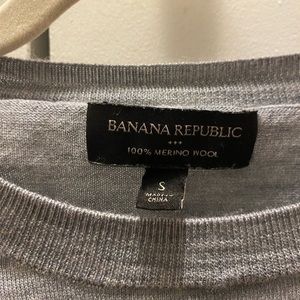 BANANA REPUBLIC
100% MERINO WOOL
S
MADE IN
CHINA